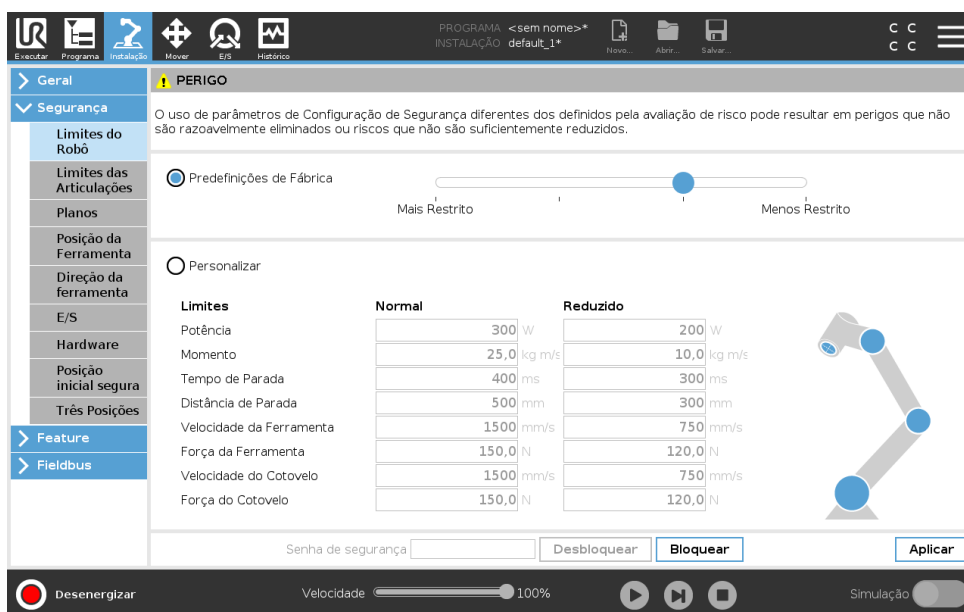 UR
PROGRAMA <sem nome>*
INSTALAÇÃO default_1*
Executar Programa Instalação Mover E/S Histórico Novo... Abrir... Salvar...
C C
C C
Geral
Segurança
Limites do
Robô
Limites das
Articulações
Planos
Posição da
Ferramenta
Direção da
ferramenta
E/S
Hardware
Posição
inicial segura
Três Posições
Feature
Fieldbus
PERIGO
O uso de parâmetros de Configuração de Segurança diferentes dos definidos pela avaliação de risco pode resultar em perigos que não
são razoavelmente eliminados ou riscos que não são suficientemente reduzidos.
Predefinições de Fábrica
Mais Restrito Menos Restrito
Personalizar
Limites Normal Reduzido
Potência 300 W 200 W
Momento 25,0 kg m/s 10,0 kg m/s
Tempo de Parada 400 ms 300 ms
Distância de Parada 500 mm 300 mm
Velocidade da Ferramenta 1500 mm/s 750 mm/s
Força da Ferramenta 150,0 N 120,0 N
Velocidade do Cotovelo 1500 mm/s 750 mm/s
Força do Cotovelo 150,0 N 120,0 N
Senha de segurança Desbloquear Bloquear Aplicar
Desenergizar Velocidade 100% Simulação